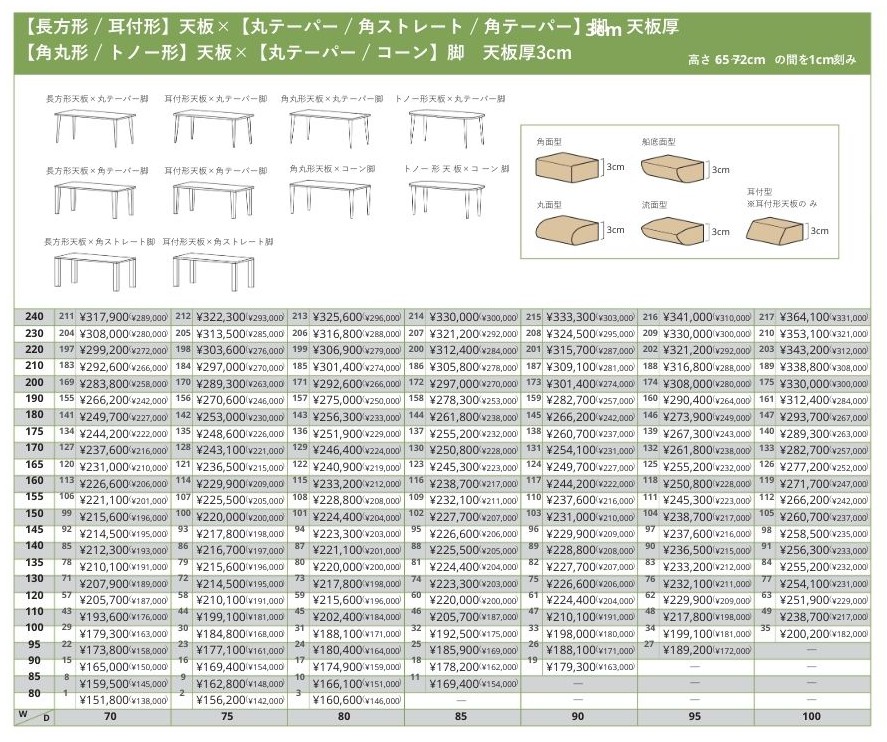 【長方形 / 耳付形】天板×【丸テーパー / 角ストレート / 角テーパー】脚 天板厚3cm
【角丸形 / トノー形】天板×【丸テーパー / コーン】脚 天板厚3cm
高さ 65-72cm の間を1cm刻み
長方形天板×丸テーパー脚 耳付形天板×丸テーパー脚 角丸形天板×丸テーパー脚 トノー形天板×丸テーパー脚
長方形天板×角テーパー脚 耳付形天板×角テーパー脚 角丸形天板×コーン脚 トノー形天板×コーン脚
長方形天板×角ストレート脚 耳付形天板×角ストレート脚
角面型 船底面型
3cm 3cm
丸面型 流面型 耳付型
※耳付形天板の み
3cm 3cm 3cm
240 211 ¥317,900(¥289,000) 212 ¥322,300(¥293,000) 213 ¥325,600(¥296,000) 214 ¥330,000(¥300,000) 215 ¥333,300(¥303,000) 216 ¥341,000(¥310,000) 217 ¥364,100(¥331,000)
230 204 ¥308,000(¥280,000) 205 ¥313,500(¥285,000) 206 ¥316,800(¥288,000) 207 ¥321,200(¥292,000) 208 ¥324,500(¥295,000) 209 ¥330,000(¥300,000) 210 ¥353,100(¥321,000)
220 197 ¥299,200(¥272,000) 198 ¥303,600(¥276,000) 199 ¥306,900(¥279,000) 200 ¥312,400(¥284,000) 201 ¥315,700(¥287,000) 202 ¥321,200(¥292,000) 203 ¥343,200(¥312,000)
210 183 ¥292,600(¥266,000) 184 ¥297,000(¥270,000) 185 ¥301,400(¥274,000) 186 ¥305,800(¥278,000) 187 ¥309,100(¥281,000) 188 ¥316,800(¥288,000) 189 ¥338,800(¥308,000)
200 169 ¥283,800(¥258,000) 170 ¥289,300(¥263,000) 171 ¥292,600(¥266,000) 172 ¥297,000(¥270,000) 173 ¥301,400(¥274,000) 174 ¥308,000(¥280,000) 175 ¥330,000(¥300,000)
190 155 ¥266,200(¥242,000) 156 ¥270,600(¥246,000) 157 ¥275,000(¥250,000) 158 ¥278,300(¥253,000) 159 ¥282,700(¥257,000) 160 ¥290,400(¥264,000) 161 ¥312,400(¥284,000)
180 141 ¥249,700(¥227,000) 142 ¥253,000(¥230,000) 143 ¥256,300(¥233,000) 144 ¥261,800(¥238,000) 145 ¥266,200(¥242,000) 146 ¥273,900(¥249,000) 147 ¥293,700(¥267,000)
175 134 ¥244,200(¥222,000) 135 ¥248,600(¥226,000) 136 ¥251,900(¥229,000) 137 ¥255,200(¥232,000) 138 ¥260,700(¥237,000) 139 ¥267,300(¥243,000) 140 ¥289,300(¥263,000)
170 127 ¥237,600(¥216,000) 128 ¥243,100(¥221,000) 129 ¥246,400(¥224,000) 130 ¥250,800(¥228,000) 131 ¥254,100(¥231,000) 132 ¥261,800(¥238,000) 133 ¥282,700(¥257,000)
165 120 ¥231,000(¥210,000) 121 ¥236,500(¥215,000) 122 ¥240,900(¥219,000) 123 ¥245,300(¥223,000) 124 ¥249,700(¥227,000) 125 ¥255,200(¥232,000) 126 ¥277,200(¥252,000)
160 113 ¥226,600(¥206,000) 114 ¥229,900(¥209,000) 115 ¥233,200(¥212,000) 116 ¥238,700(¥217,000) 117 ¥244,200(¥222,000) 118 ¥250,800(¥228,000) 119 ¥271,700(¥247,000)
155 106 ¥221,100(¥201,000) 107 ¥225,500(¥205,000) 108 ¥228,800(¥208,000) 109 ¥232,100(¥211,000) 110 ¥237,600(¥216,000) 111 ¥245,300(¥223,000) 112 ¥266,200(¥242,000)
150 99 ¥215,600(¥196,000) 100 ¥220,000(¥200,000) 101 ¥224,400(¥204,000) 102 ¥227,700(¥207,000) 103 ¥231,000(¥210,000) 104 ¥238,700(¥217,000) 105 ¥260,700(¥237,000)
145 92 ¥214,500(¥195,000) 93 ¥217,800(¥198,000) 94 ¥223,300(¥203,000) 95 ¥226,600(¥206,000) 96 ¥229,900(¥209,000) 97 ¥237,600(¥216,000) 98 ¥258,500(¥235,000)
140 85 ¥212,300(¥193,000) 86 ¥216,700(¥197,000) 87 ¥221,100(¥201,000) 88 ¥225,500(¥205,000) 89 ¥228,800(¥208,000) 90 ¥236,500(¥215,000) 91 ¥256,300(¥233,000)
135 78 ¥210,100(¥191,000) 79 ¥215,600(¥196,000) 80 ¥220,000(¥200,000) 81 ¥224,400(¥204,000) 82 ¥227,700(¥207,000) 83 ¥233,200(¥212,000) 84 ¥255,200(¥232,000)
130 71 ¥207,900(¥189,000) 72 ¥214,500(¥195,000) 73 ¥217,800(¥198,000) 74 ¥223,300(¥203,000) 75 ¥226,600(¥206,000) 76 ¥232,100(¥211,000) 77 ¥254,100(¥231,000)
120 57 ¥205,700(¥187,000) 58 ¥210,100(¥191,000) 59 ¥215,600(¥196,000) 60 ¥220,000(¥200,000) 61 ¥224,400(¥204,000) 62 ¥229,900(¥209,000) 63 ¥251,900(¥229,000)
110 43 ¥193,600(¥176,000) 44 ¥199,100(¥181,000) 45 ¥202,400(¥184,000) 46 ¥205,700(¥187,000) 47 ¥210,100(¥191,000) 48 ¥217,800(¥198,000) 49 ¥238,700(¥217,000)
100 29 ¥179,300(¥163,000) 30 ¥184,800(¥168,000) 31 ¥188,100(¥171,000) 32 ¥192,500(¥175,000) 33 ¥198,000(¥180,000) 34 ¥199,100(¥181,000) 35 ¥200,200(¥182,000)
95 22 ¥173,800(¥158,000) 23 ¥177,100(¥161,000) 24 ¥180,400(¥164,000) 25 ¥185,900(¥169,000) 26 ¥188,100(¥171,000) 27 ¥189,200(¥172,000) —
90 15 ¥165,000(¥150,000) 16 ¥169,400(¥154,000) 17 ¥174,900(¥159,000) 18 ¥178,200(¥162,000) 19 ¥179,300(¥163,000) — —
85 8 ¥159,500(¥145,000) 9 ¥162,800(¥148,000) 10 ¥166,100(¥151,000) 11 ¥169,400(¥154,000) — — —
80 1 ¥151,800(¥138,000) 2 ¥156,200(¥142,000) 3 ¥160,600(¥146,000) — — — —
W D 70 75 80 85 90 95 100